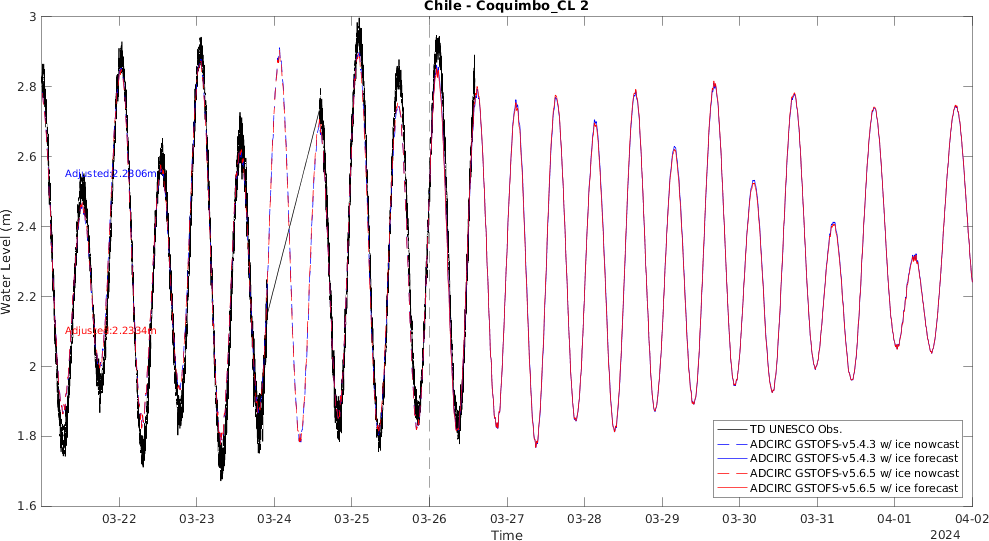 Chile - Coquimbo_CL 2
3
2.8
2.6
2.4
2.2
2
1.8
1.6
Water Level (m)
Adjusted:2.2306m
Adjusted:2.2334m
TD UNESCO Obs.
ADCIRC GSTOFS-v5.4.3 w/ ice nowcast
ADCIRC GSTOFS-v5.4.3 w/ ice forecast
ADCIRC GSTOFS-v5.6.5 w/ ice nowcast
ADCIRC GSTOFS-v5.6.5 w/ ice forecast
03-22 03-23 03-24 03-25 03-26 03-27 03-28 03-29 03-30 03-31 04-01 04-02
Time
2024